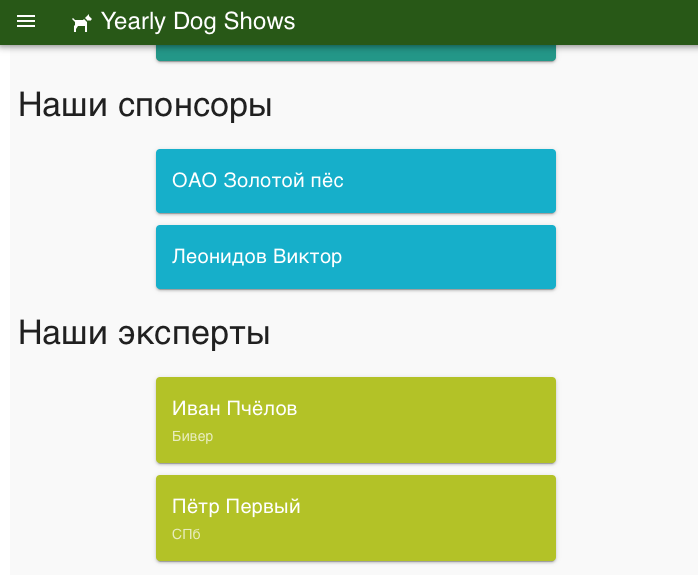 Yearly Dog Shows
Наши спонсоры
ОАО Золотой пёс
Леонидов Виктор
Наши эксперты
Иван Пчёлов
Бивер
Пётр Первый
СПб